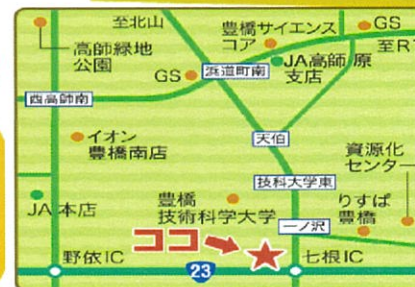 至北山
豊橋サイエンス
コア
GS
至R
高師緑地
公園
GS
浜道町南
JA高師原
支店
西高師南
イオン
豊橋南店
天伯
資源化
センター
技科大学東
JA本店
豊橋
技術科学大学
りすぱ
豊橋
一ノ沢
ココ
野依IC
23
七根IC